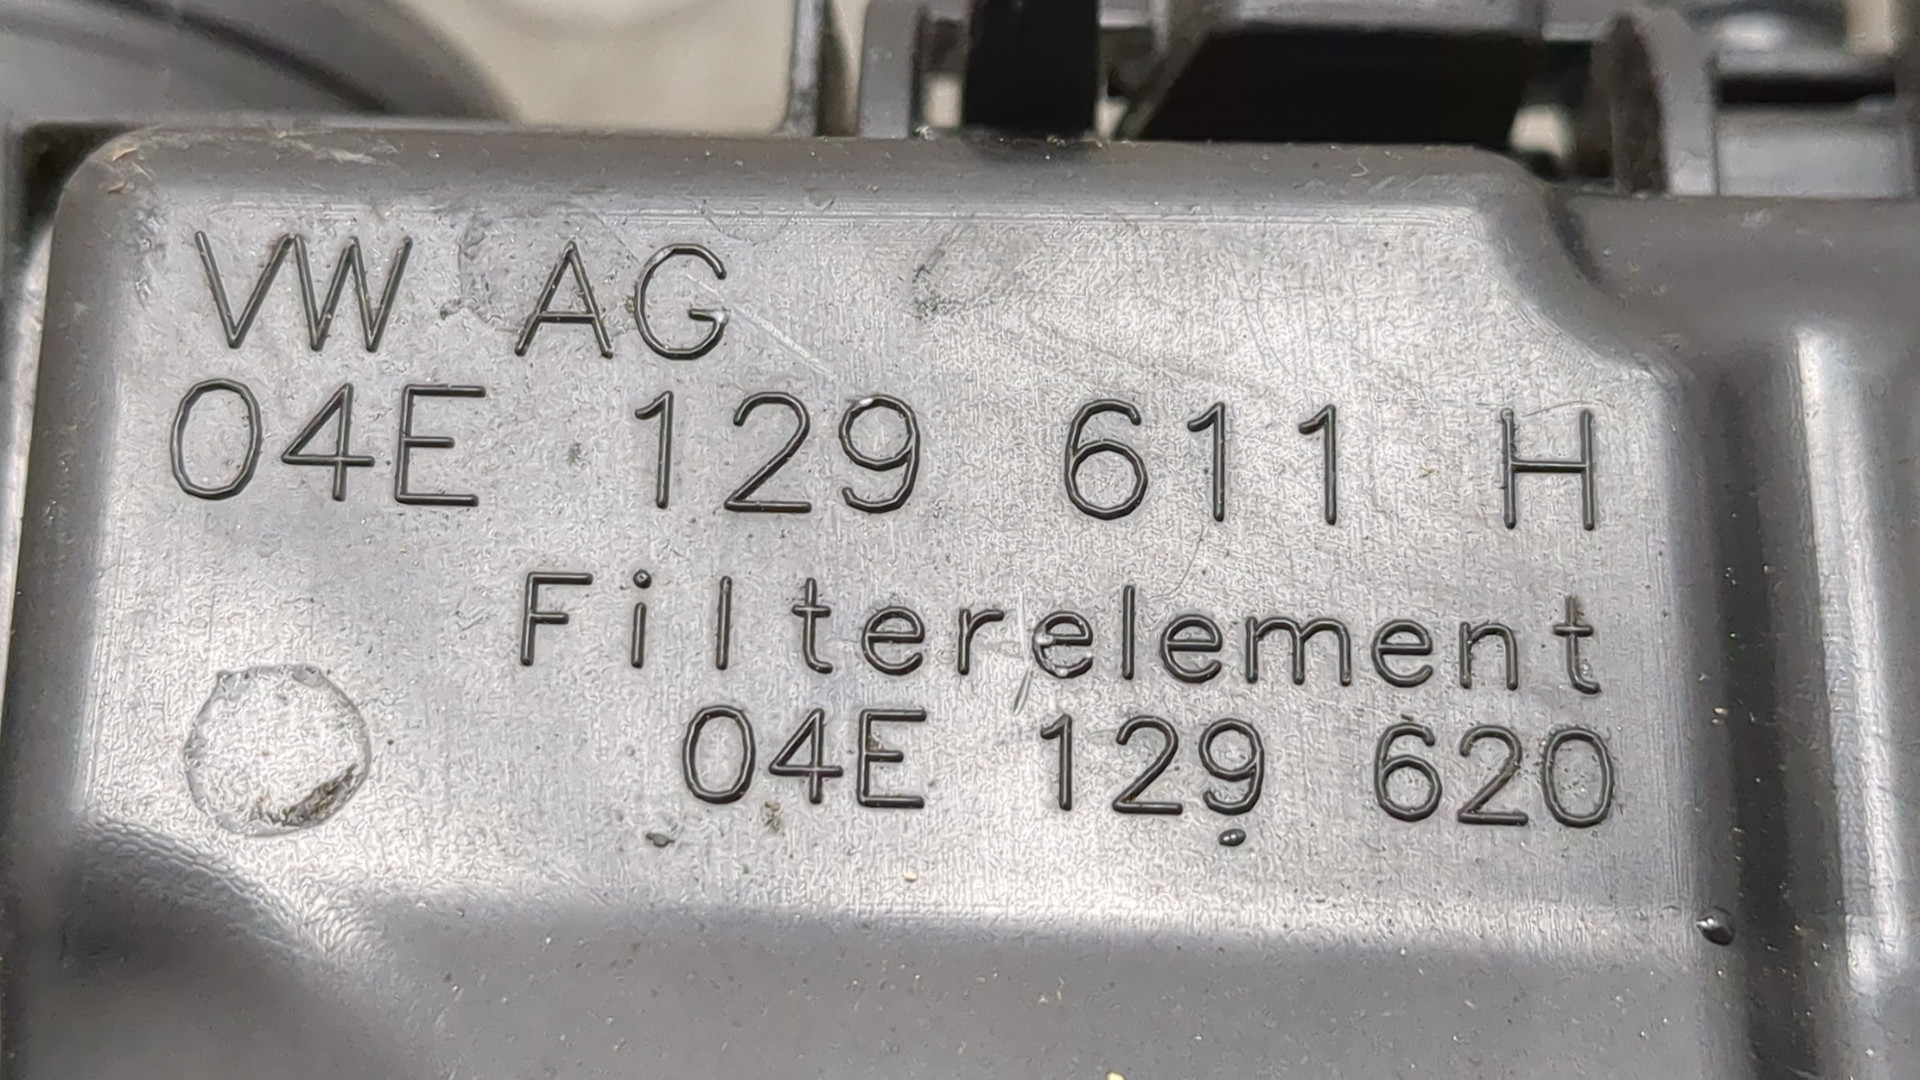 VW AG
04E 129 611 H
Filterelement
04E 129 620